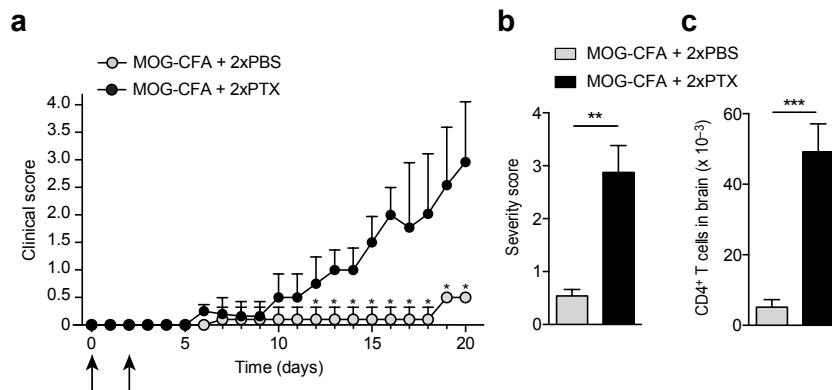 a
MOG-CFA + 2xPBS
MOG-CFA + 2xPTX
Clinical score
4.0
3.5
3.0
2.5
2.0
1.5
1.0
0.5
0
0 5 10 15 20
* * * * * * * * *
Time (days)
b c
MOG-CFA + 2xPBS
MOG-CFA + 2xPTX
Severity score
4
3
2
1
0
**
CD4⁺ T cells in brain (x 10⁻³)
60
40
20
0
***